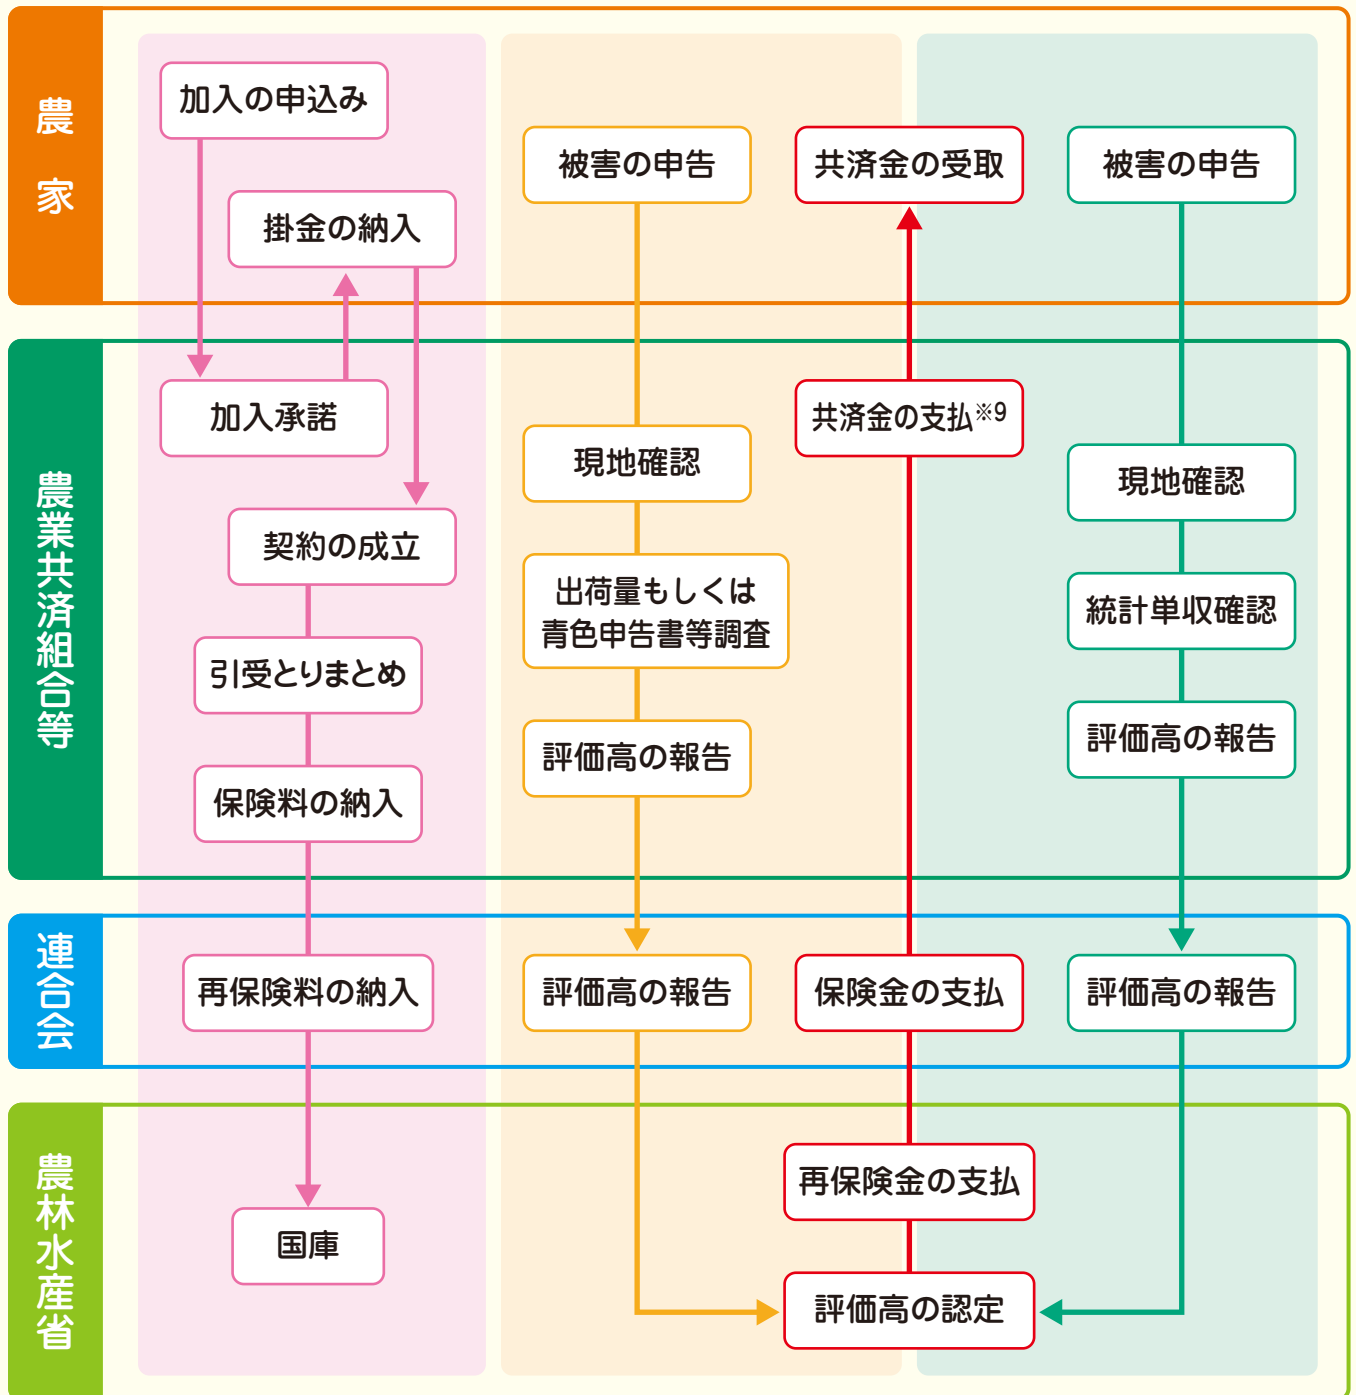 農家
加入の申込み
掛金の納入
被害の申告
共済金の受取
被害の申告
農業共済組合等
加入承諾
契約の成立
引受とりまとめ
保険料の納入
現地確認
出荷量もしくは
青色申告書等調査
評価高の報告
共済金の支払※9
現地確認
統計単収確認
評価高の報告
連合会
再保険料の納入
評価高の報告
保険金の支払
評価高の報告
農林水産省
国庫
再保険金の支払
評価高の認定